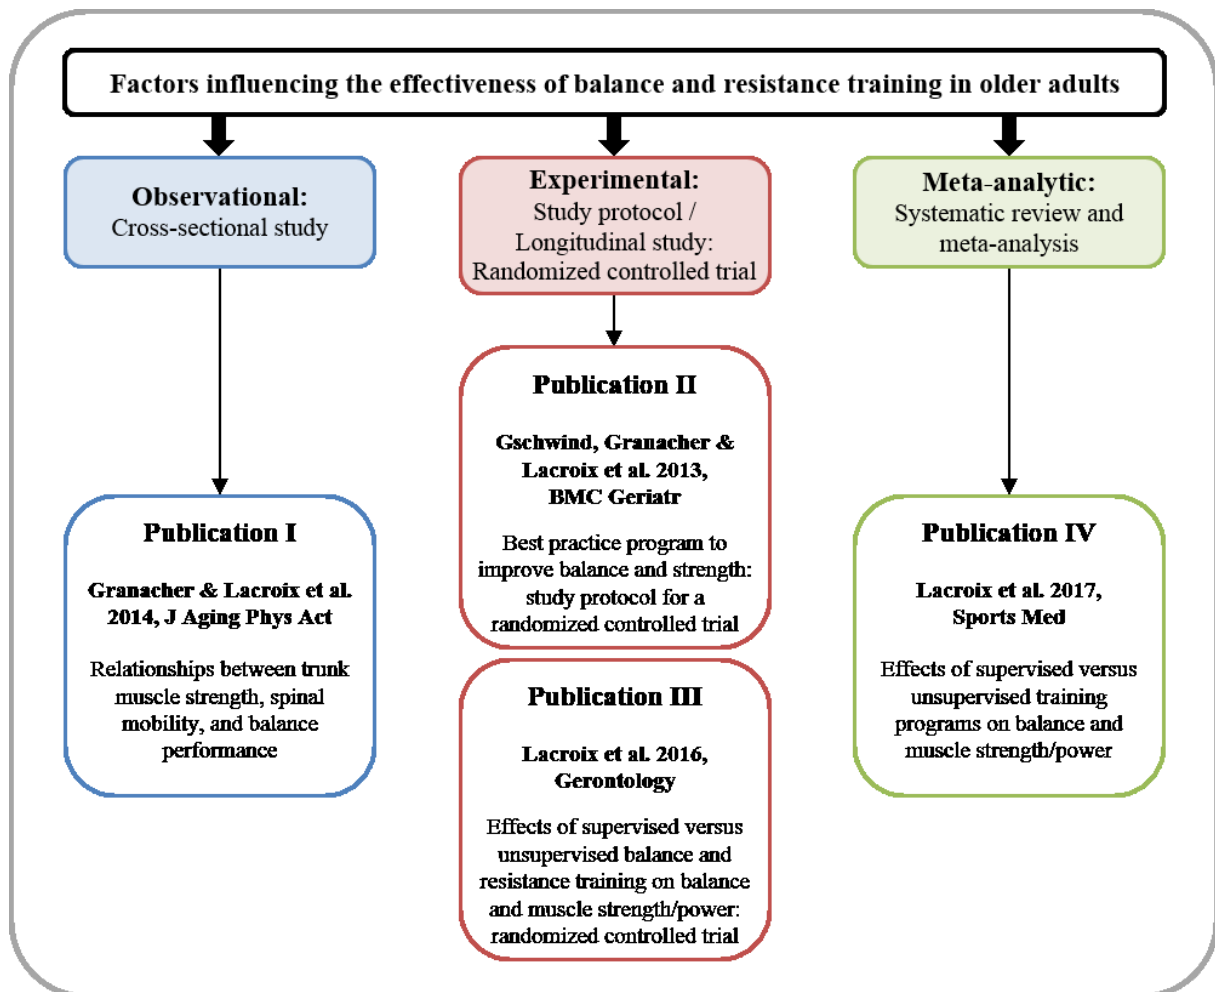 Factors influencing the effectiveness of balance and resistance training in older adults
Observational:
Cross-sectional study
Experimental:
Study protocol /
Longitudinal study:
Randomized controlled trial
Meta-analytic:
Systematic review and
meta-analysis
Publication I
Granacher & Lacroix et al.
2014, J Aging Phys Act
Relationships between trunk
muscle strength, spinal
mobility, and balance
performance
Publication II
Gschwind, Granacher &
Lacroix et al. 2013,
BMC Geriatr
Best practice program to
improve balance and strength:
study protocol for a
randomized controlled trial
Publication III
Lacroix et al. 2016,
Gerontology
Effects of supervised versus
unsupervised balance and
resistance training on balance
and muscle strength/power:
randomized controlled trial
Publication IV
Lacroix et al. 2017,
Sports Med
Effects of supervised versus
unsupervised training
programs on balance and
muscle strength/power